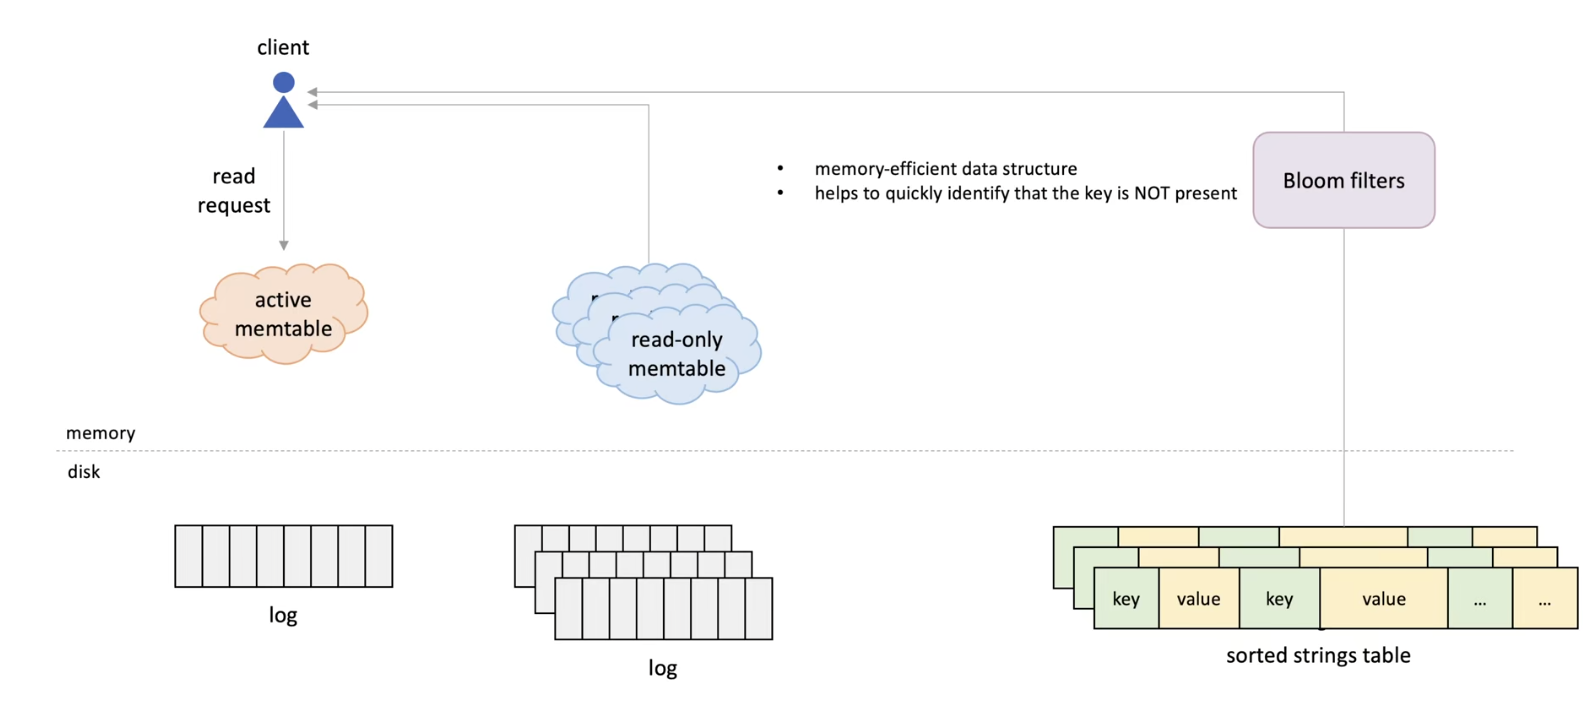 client
read
request
• memory-efficient data structure
• helps to quickly identify that the key is NOT present
Bloom filters
active
memtable
read-only
memtable
memory
disk
log
log
key value key value ... ...
sorted strings table